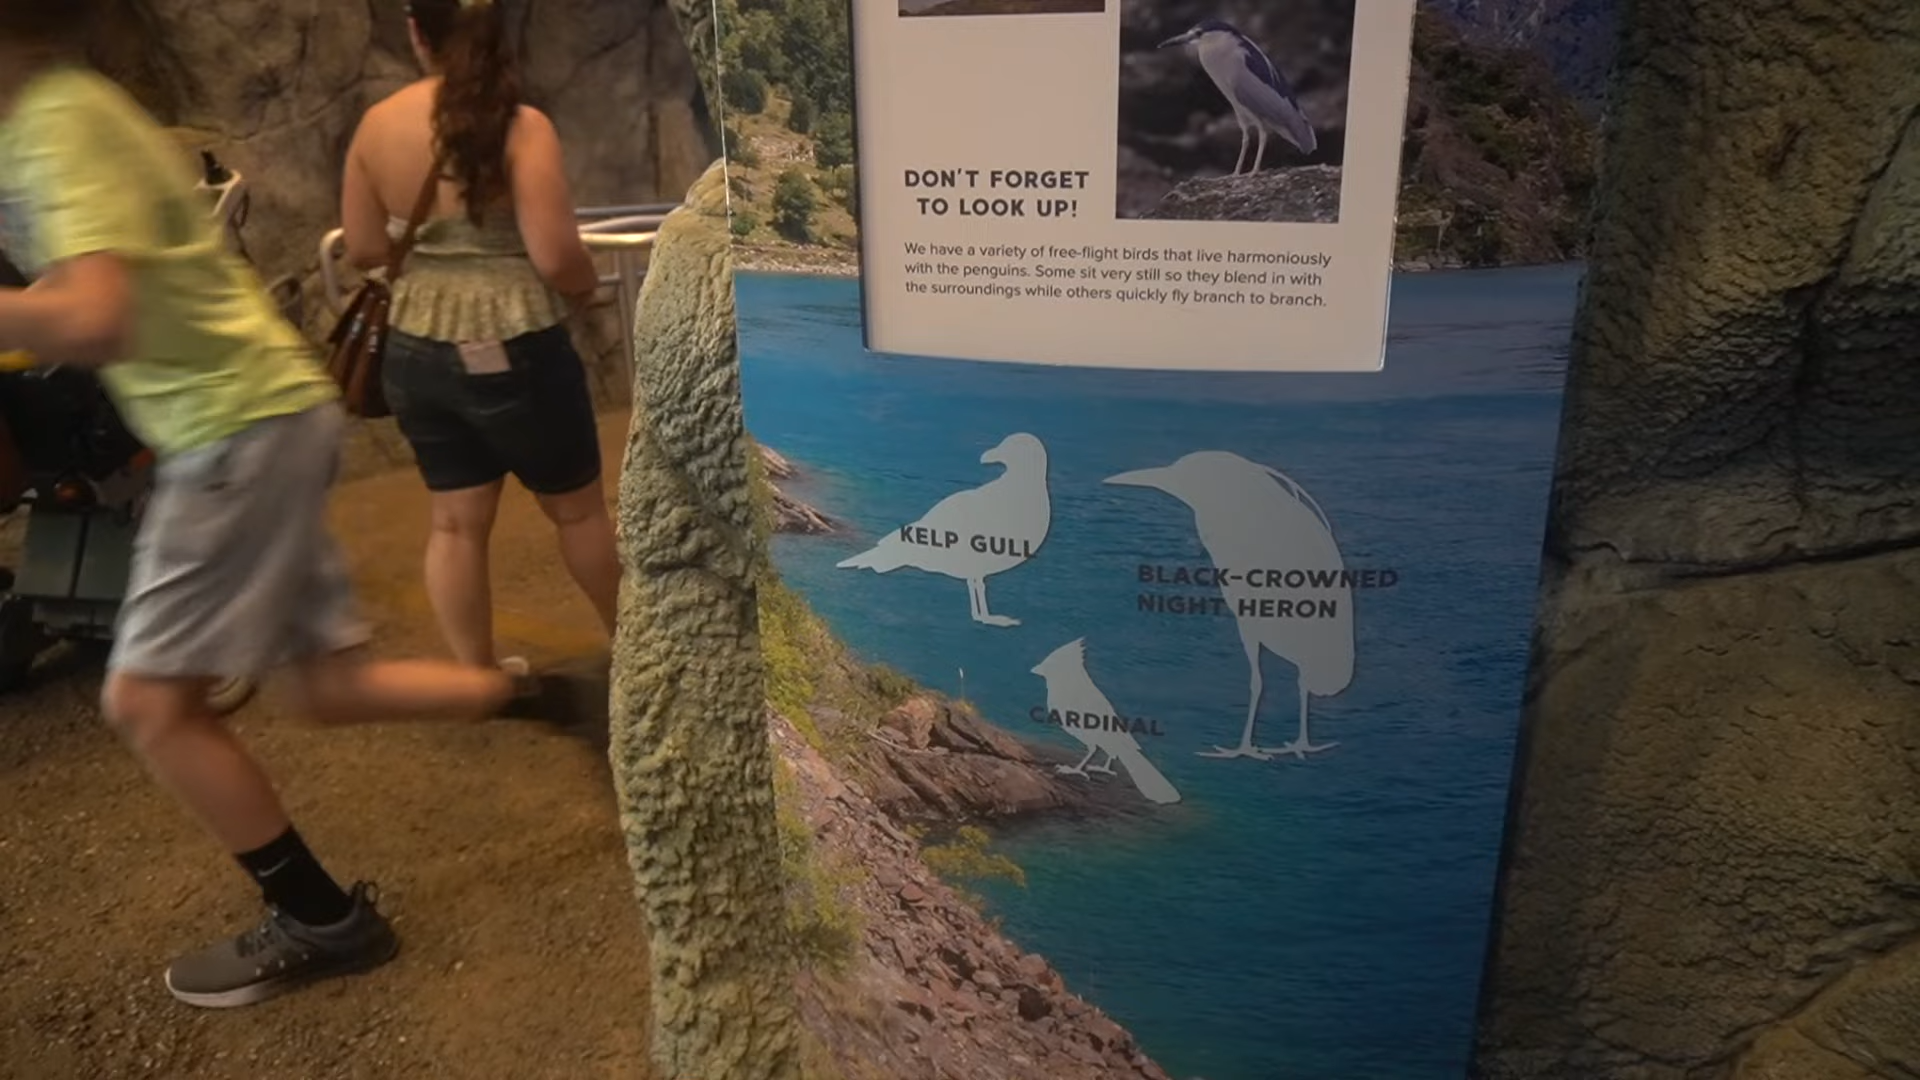 DON'T FORGET
TO LOOK UP!
We have a variety of free-flight birds that live harmoniously
with the penguins. Some sit very still so they blend in with
the surroundings while others quickly fly branch to branch.
KELP GULL
BLACK-CROWNED
NIGHT HERON
CARDINAL